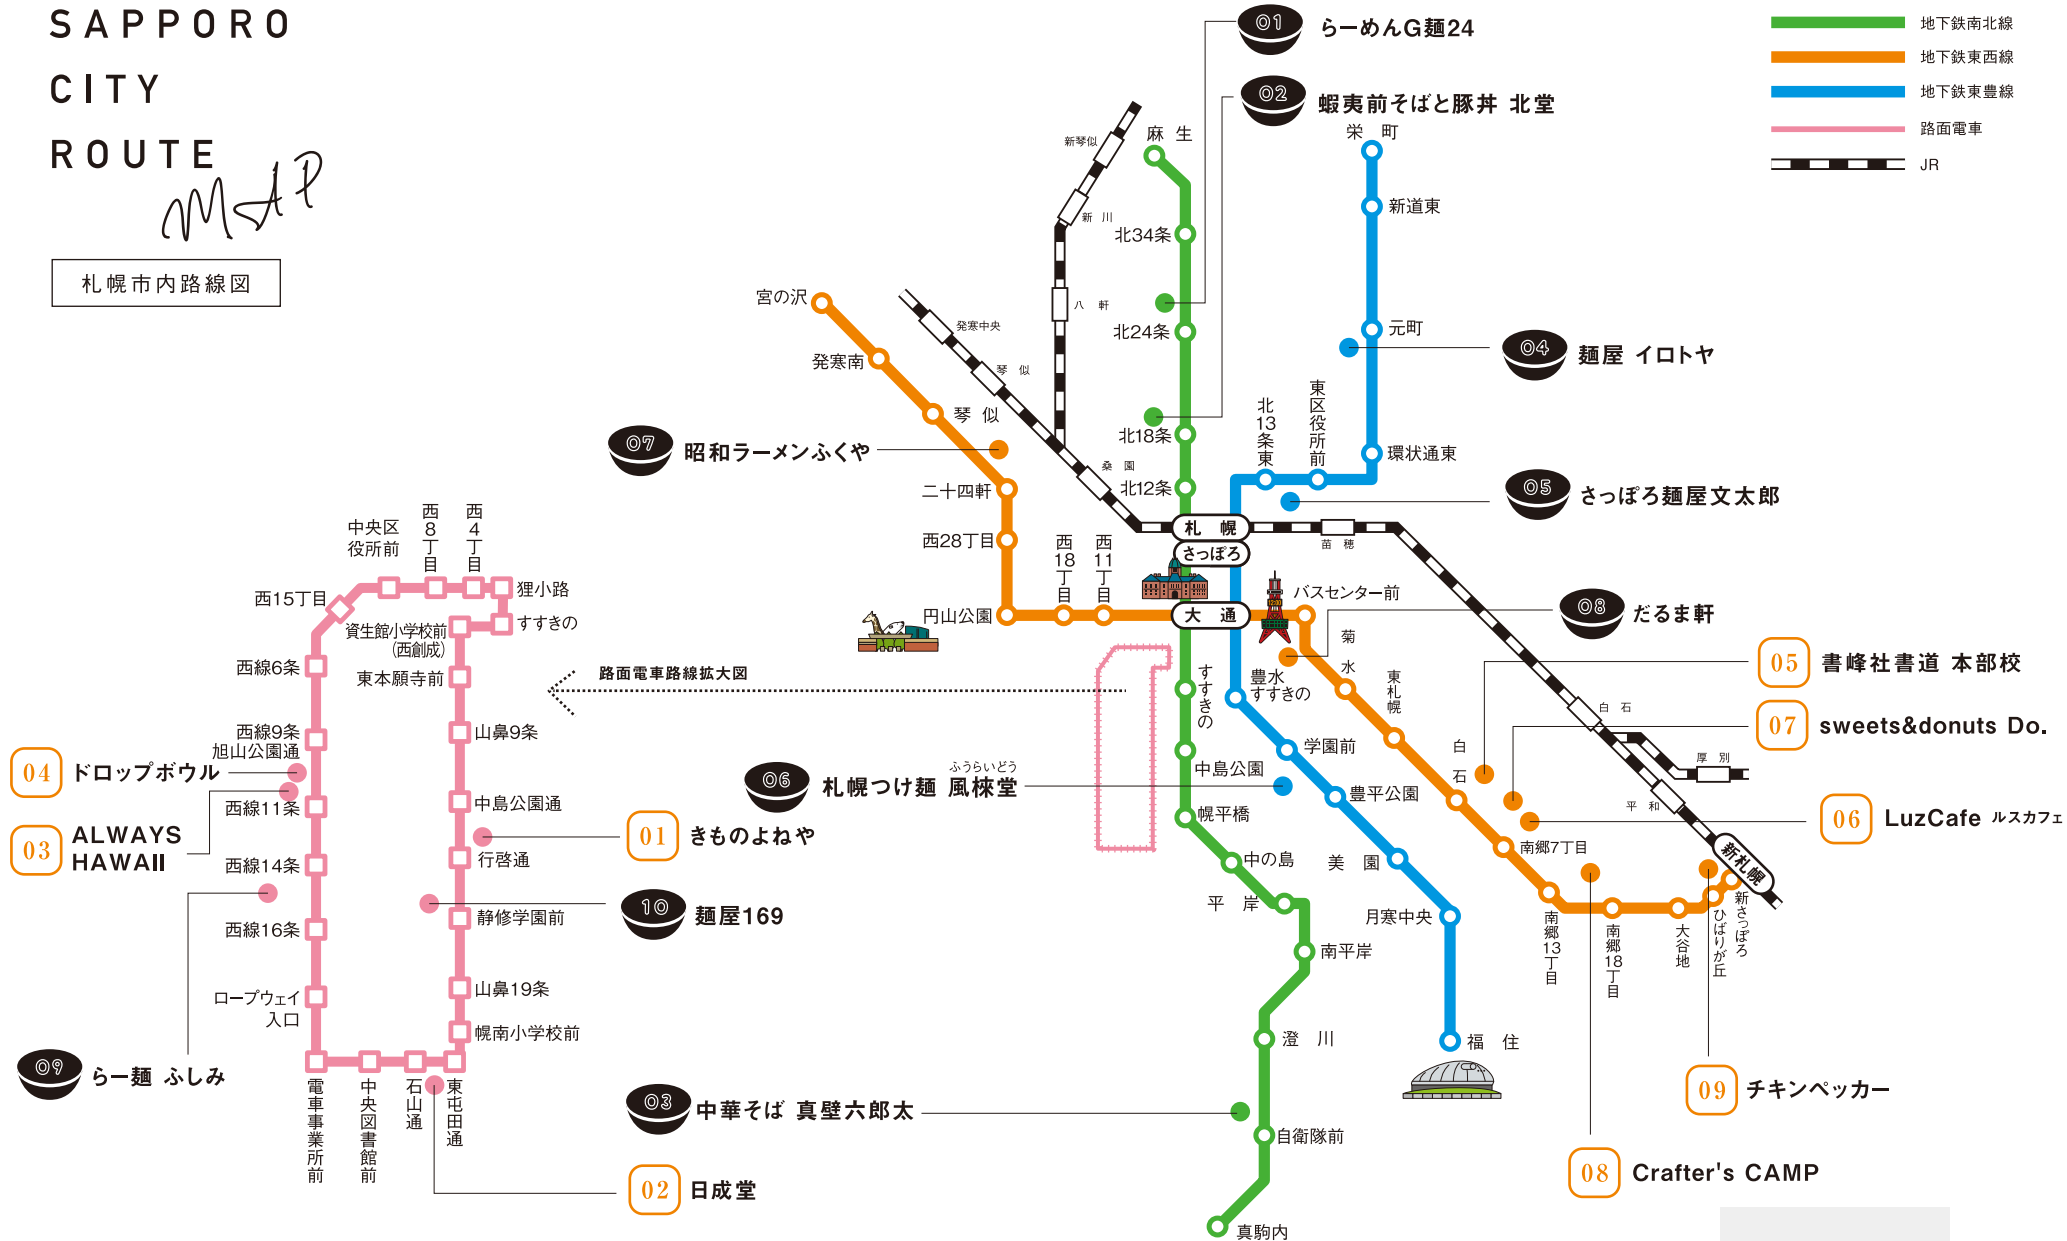 SAPPORO
CITY
ROUTE
MAP
札幌市内路線図
地下鉄南北線
地下鉄東西線
地下鉄東豊線
路面電車
JR
01 らーめんG麺24
02 蝦夷前そばと豚丼 北堂
麻生
北34条
北24条
北18条
北12条
新琴似
新川
八軒
栄町
新道東
元町
環状通東
東区役所前
北13条東
04 麺屋 イロトヤ
05 さっぽろ麺屋文太郎
宮の沢
発寒南
琴似
二十四軒
西28丁目
円山公園
西18丁目
西11丁目
発寒中央
琴似
桑園
07 昭和ラーメンふくや
札幌
さっぽろ
大通
苗穂
バスセンター前
08 だるま軒
菊水
東札幌
白石
南郷7丁目
南郷13丁目
南郷18丁目
大谷地
ひばりが丘
新さっぽろ
白石
厚別
平和
新札幌
05 書峰社書道 本部校
07 sweets&donuts Do.
06 LuzCafe ルスカフェ
09 チキンペッカー
08 Crafter's CAMP
すすきの
中島公園
幌平橋
中の島
平岸
南平岸
澄川
自衛隊前
真駒内
豊水
すすきの
学園前
豊平公園
美園
月寒中央
福住
ふうらいどう
06 札幌つけ麺 風棶堂
03 中華そば 真壁六郎太
路面電車路線拡大図
中央区
役所前
西8丁目
西4丁目
狸小路
すすきの
西15丁目
資生館小学校前
(西創成)
東本願寺前
山鼻9条
中島公園通
行啓通
静修学園前
山鼻19条
幌南小学校前
東屯田通
石山通
中央図書館前
電車事業所前
ロープウェイ
入口
西線16条
西線14条
西線11条
西線9条
旭山公園通
西線6条
04 ドロップボウル
03 ALWAYS
HAWAII
09 らー麺 ふしみ
01 きものよねや
10 麺屋169
02 日成堂